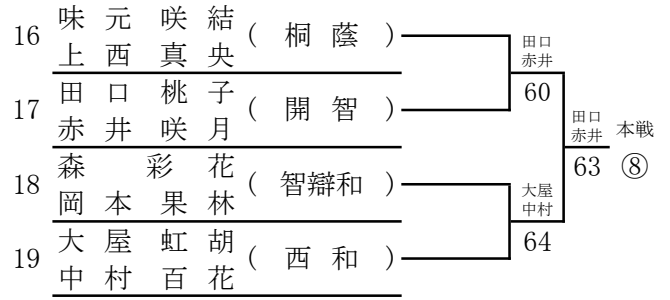 16 味元咲結 (桐蔭)
上西真央
田口
赤井
60
17 田口桃子 (開智)
赤井咲月
田口
赤井 本戦
63 ⑧
18 森彩花 (智辯和)
岡本果林
大屋
中村
64
19 大屋虹胡 (西和)
中村百花